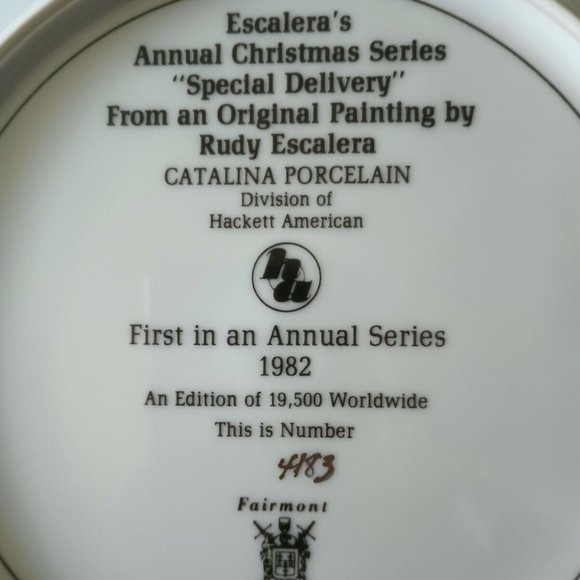 Escalera's
Annual Christmas Series
"Special Delivery"
From an Original Painting by
Rudy Escalera
CATALINA PORCELAIN
Division of
Hackett American
ha
First in an Annual Series
1982
An Edition of 19,500 Worldwide
This is Number
4183
Fairmont